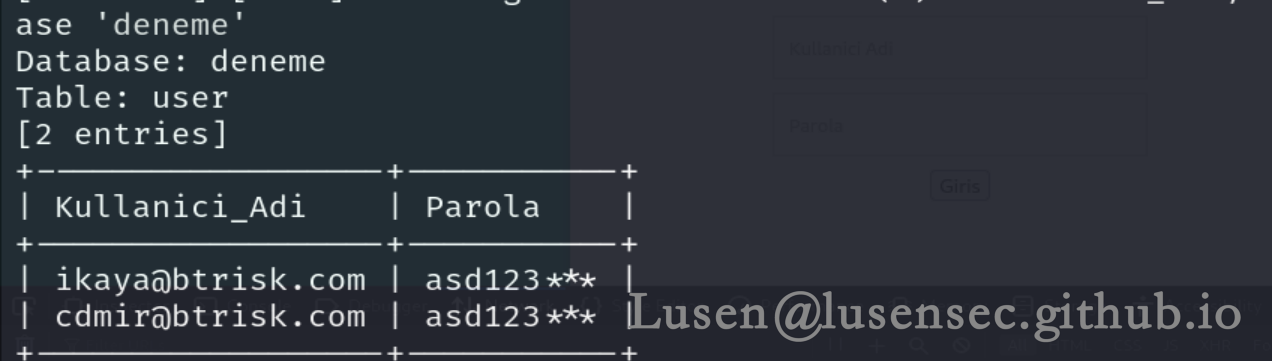 ase 'deneme'
Database: deneme
Table: user
[2 entries]
+--------------------+-------------+
| Kullanici_Adi | Parola |
+--------------------+-------------+
| ikaya@btrisk.com | asd123*** |
| cdmir@btrisk.com | asd123*** |
+--------------------+-------------+
Kullanici Adi
Parola
Giris
Lusen@lusensec.github.io